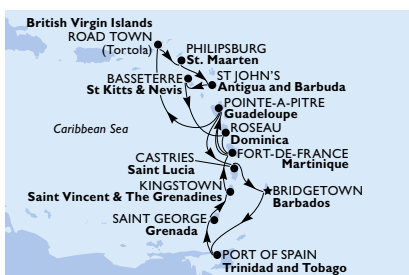 British Virgin Islands
ROAD TOWN
(Tortola)
PHILIPSBURG
St. Maarten
BASSETERRE
St Kitts & Nevis
ST JOHN'S
Antigua and Barbuda
POINTE-A-PITRE
Guadeloupe
Caribbean Sea
ROSEAU
Dominica
FORT-DE-FRANCE
Martinique
CASTRIES
Saint Lucia
KINGSTOWN
Saint Vincent & The Grenadines
BRIDGETOWN
Barbados
SAINT GEORGE
Grenada
PORT OF SPAIN
Trinidad and Tobago